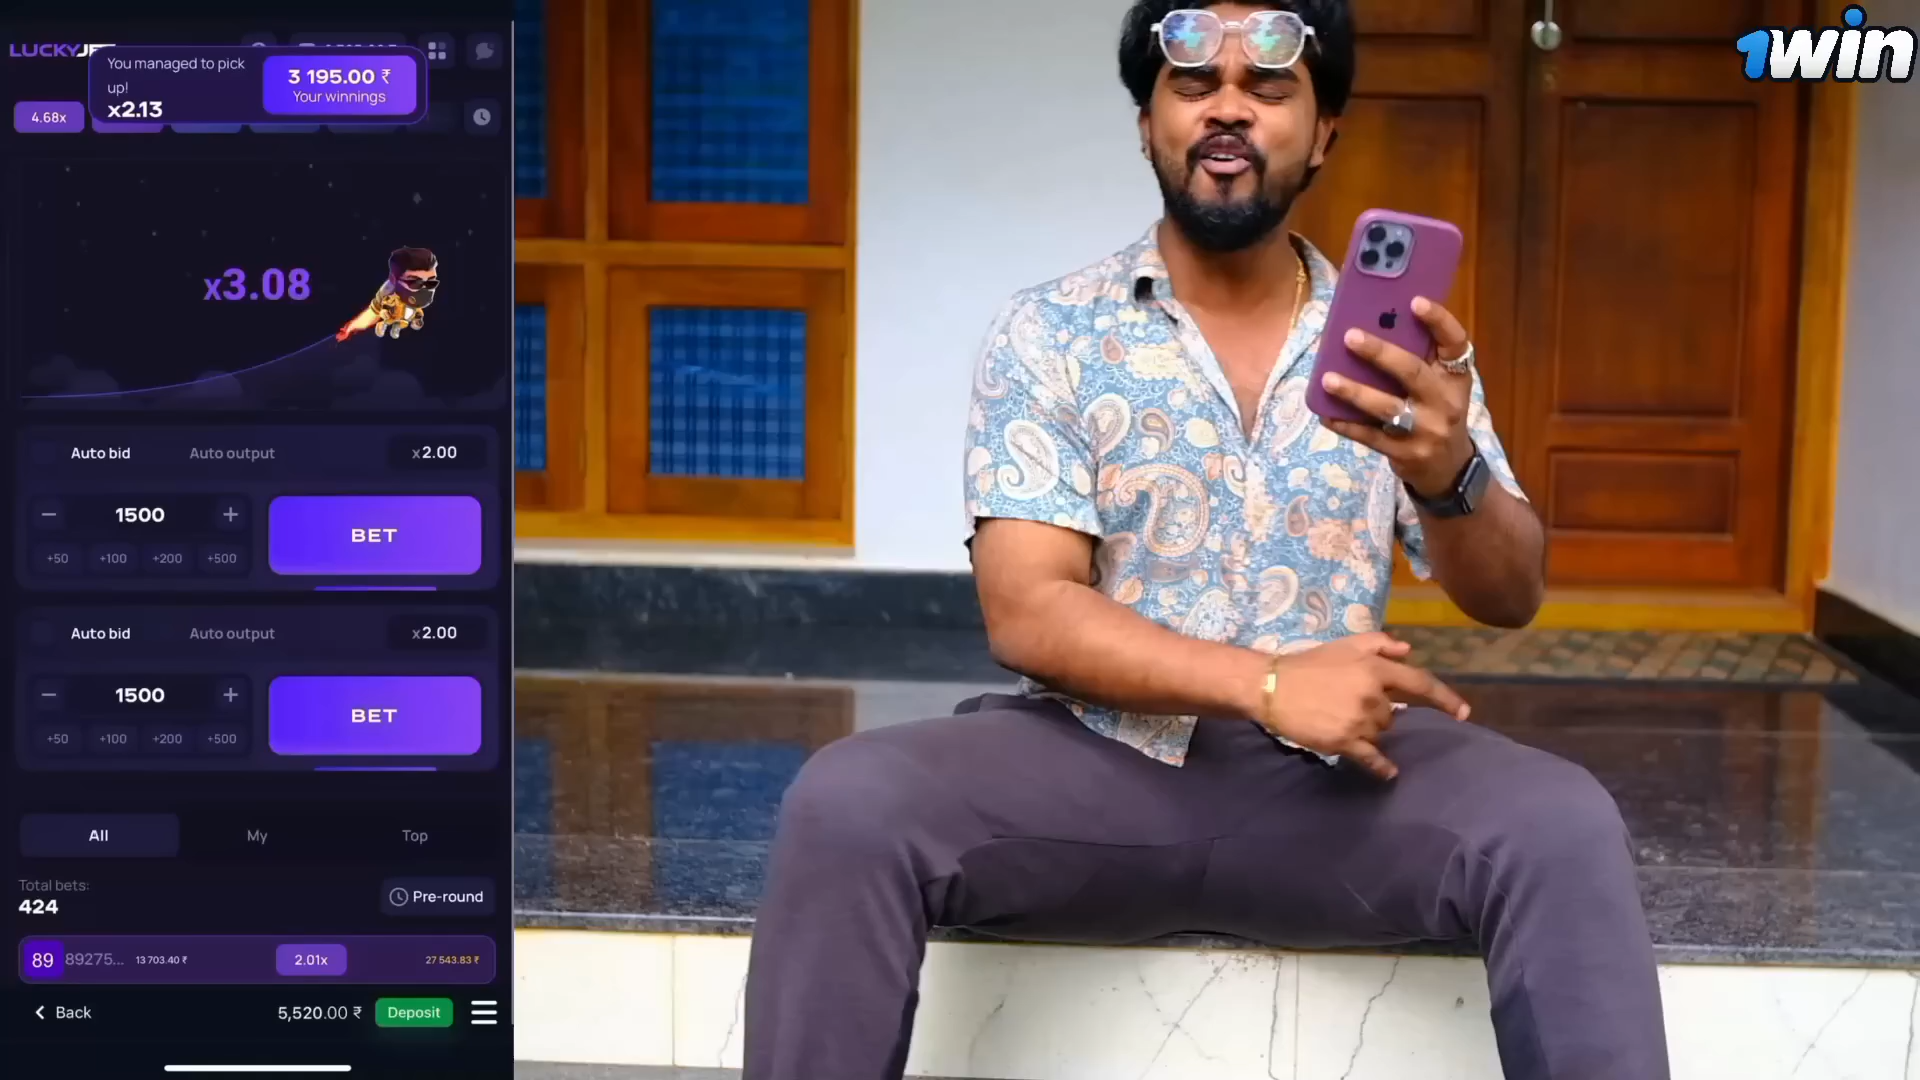 1win
LUCKYJE
You managed to pick
up!
x2.13
3 195.00 ₹
Your winnings
4.68x
x3.08
Auto bid
Auto output
x2.00
1500
BET
+50
+100
+200
+500
Auto bid
Auto output
x2.00
1500
BET
+50
+100
+200
+500
All
My
Top
Total bets:
424
Pre-round
89
89275...
13 703.40 ₹
2.01x
27 543.83 ₹
Back
5,520.00 ₹
Deposit